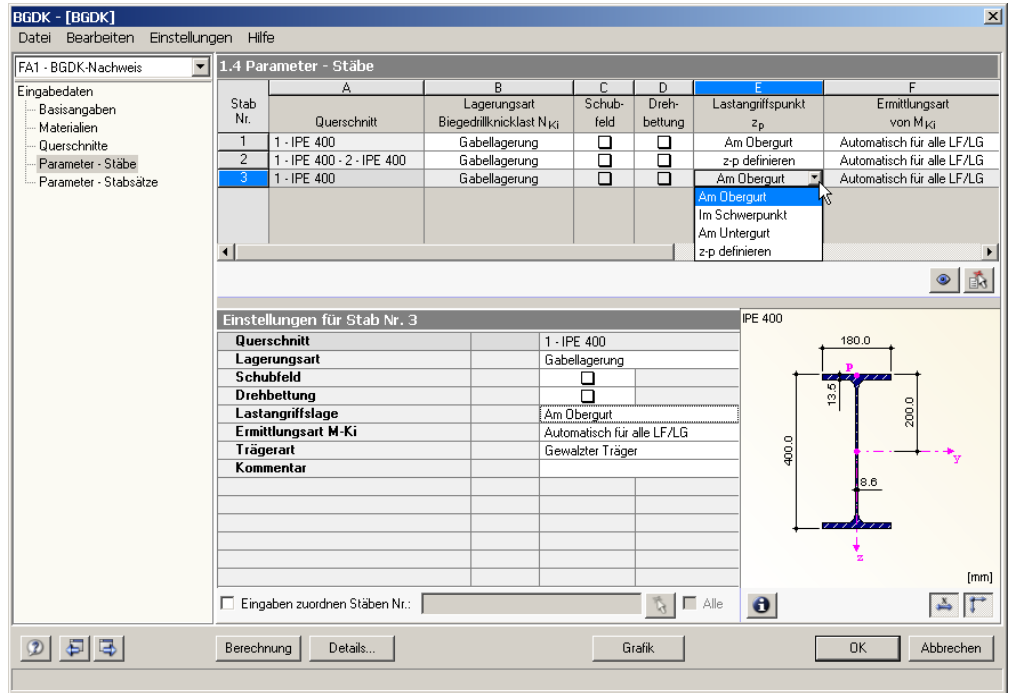 BGDK - [BGDK]
Datei Bearbeiten Einstellungen Hilfe
FA1 - BGDK-Nachweis
Eingabedaten
Basisangaben
Materialien
Querschnitte
Parameter - Stäbe
Parameter - Stabsätze
1.4 Parameter - Stäbe
A B C D E F
Stab Nr. Querschnitt Lagerungsart Biegedrillknicklast NKi Schub-feld Dreh-bettung Lastangriffspunkt zp Ermittlungsart von MKi
1 1 - IPE 400 Gabellagerung Am Obergurt Automatisch für alle LF/LG
2 1 - IPE 400 - 2 - IPE 400 Gabellagerung z-p definieren Automatisch für alle LF/LG
3 1 - IPE 400 Gabellagerung Am Obergurt Automatisch für alle LF/LG
Am Obergurt
Im Schwerpunkt
Am Untergurt
z-p definieren
Einstellungen für Stab Nr. 3
Querschnitt 1 - IPE 400
Lagerungsart Gabellagerung
Schubfeld
Drehbettung
Lastangriffslage Am Obergurt
Ermittlungsart M-Ki Automatisch für alle LF/LG
Trägerart Gewalzter Träger
Kommentar
Eingaben zuordnen Stäben Nr.: Alle
IPE 400
180.0
p
13.5
200.0
400.0
y
8.6
z
[mm]
Berechnung Details... Grafik OK Abbrechen